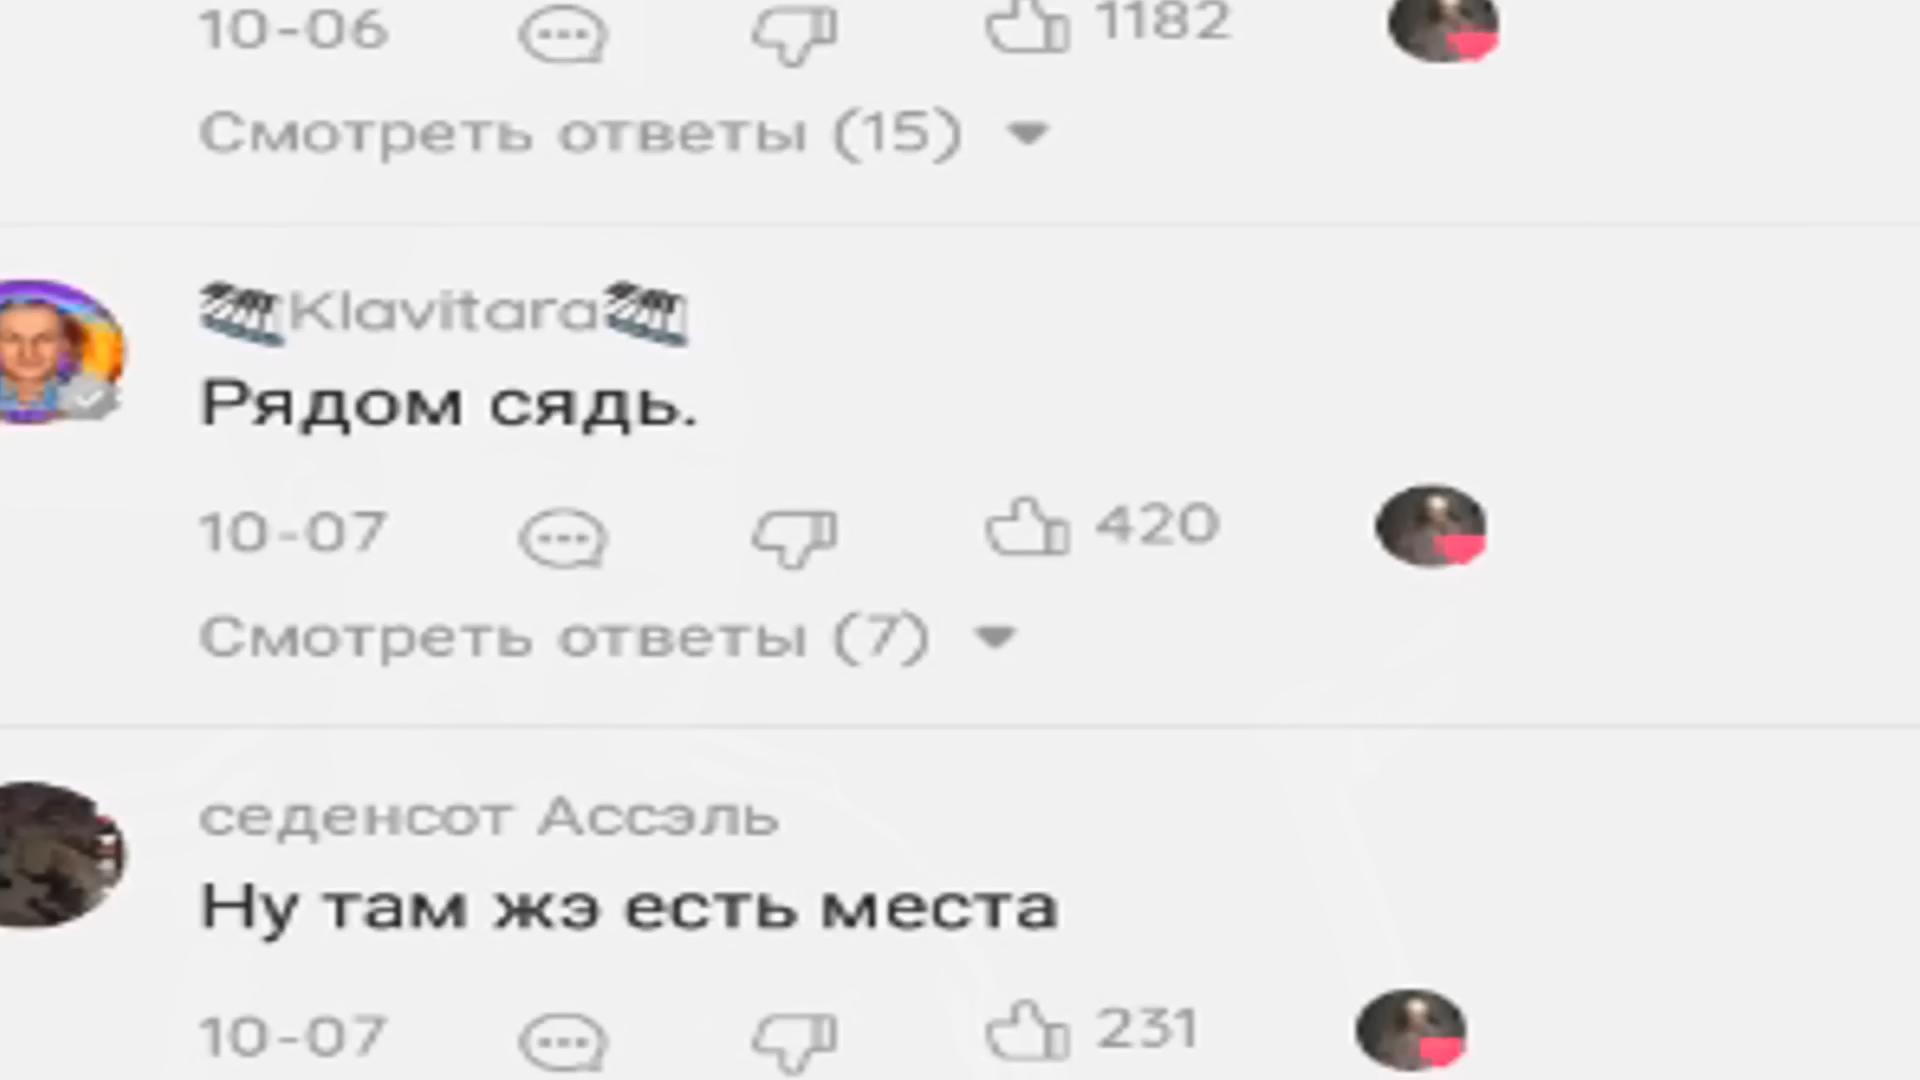 10-06 1182
Смотреть ответы (15)
🎹Klavitara🎹
Рядом сядь.
10-07 420
Смотреть ответы (7)
седенсот Ассэль
Ну там жэ есть места
10-07 231